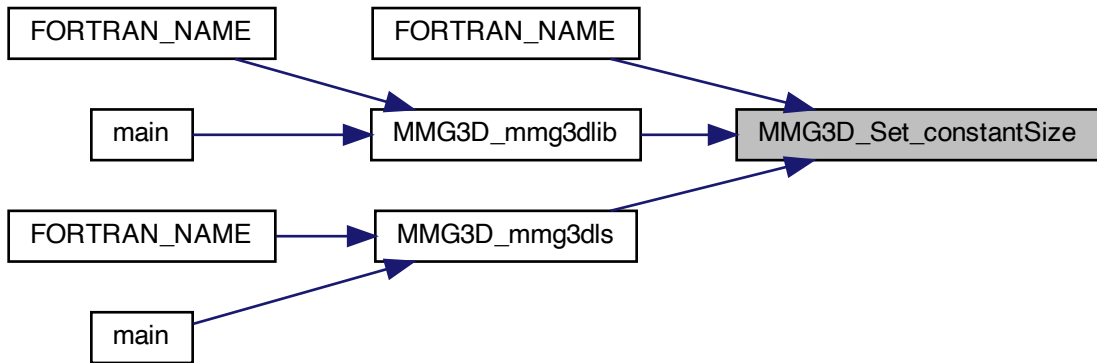 FORTRAN_NAME
FORTRAN_NAME
main
MMG3D_mmg3dlib
MMG3D_Set_constantSize
FORTRAN_NAME
MMG3D_mmg3dls
main